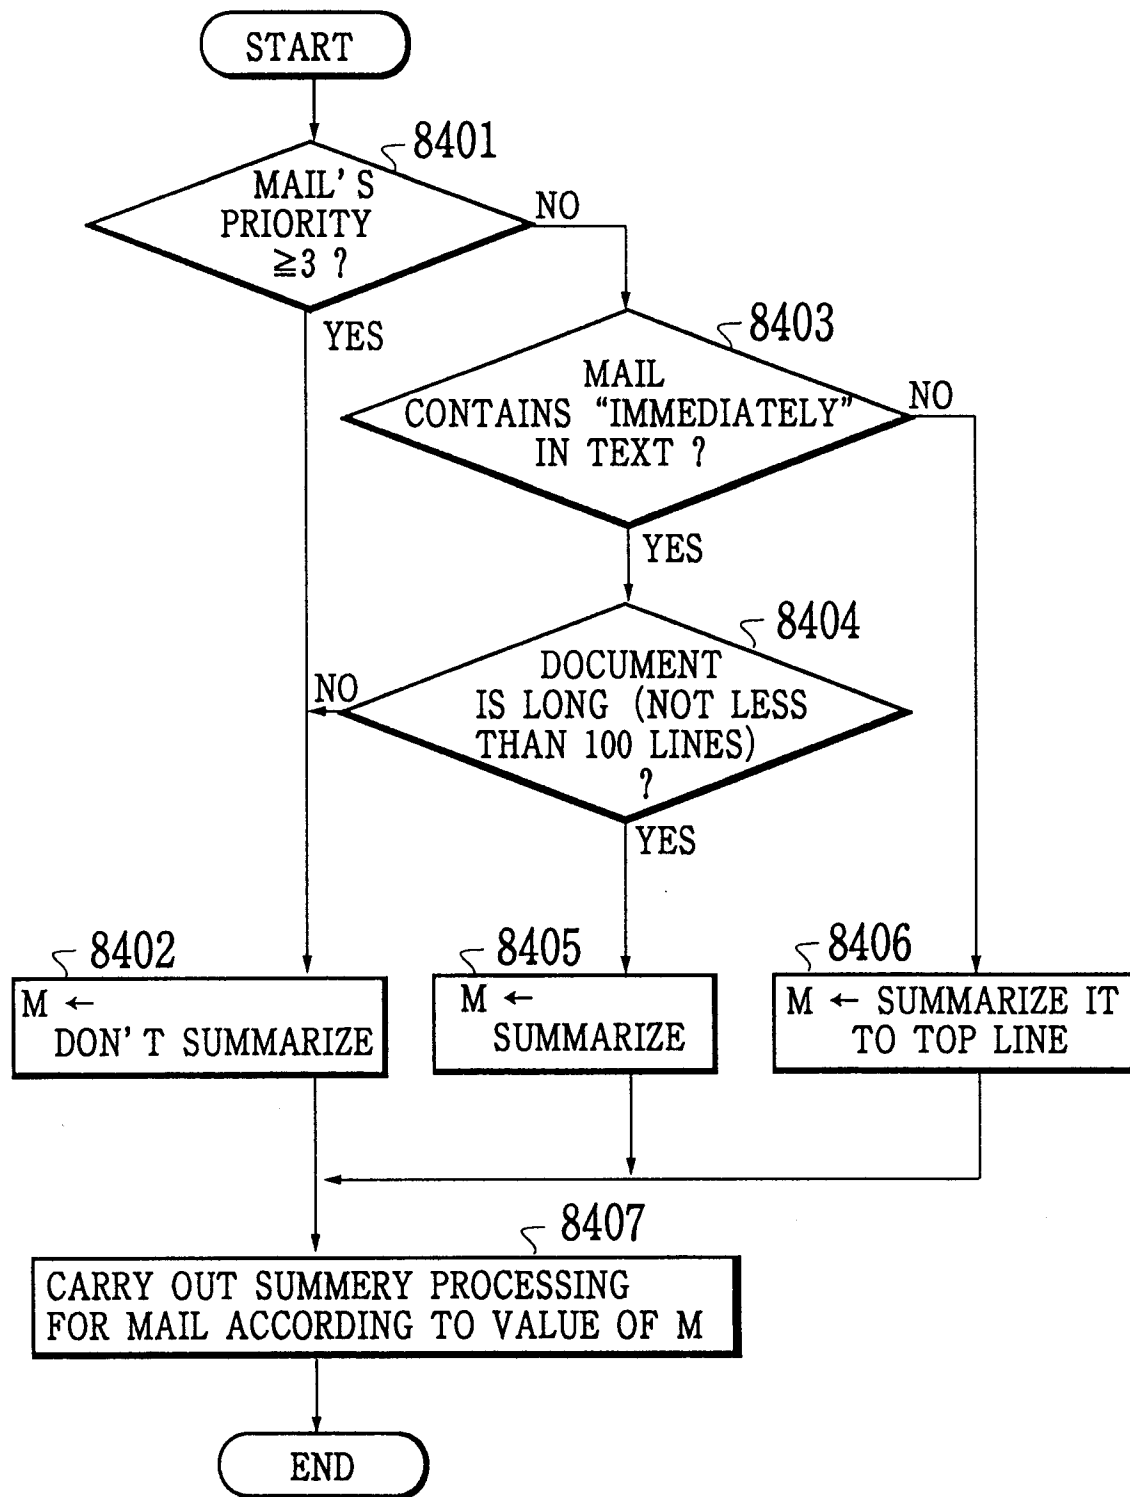 START
8401
MAIL'S
PRIORITY
≧3 ?
NO
YES
8403
MAIL
CONTAINS “IMMEDIATELY”
IN TEXT ?
NO
YES
8404
DOCUMENT
IS LONG (NOT LESS
THAN 100 LINES)
?
NO
YES
8402
M ←
DON'T SUMMARIZE
8405
M ←
SUMMARIZE
8406
M ← SUMMARIZE IT
TO TOP LINE
8407
CARRY OUT SUMMERY PROCESSING
FOR MAIL ACCORDING TO VALUE OF M
END